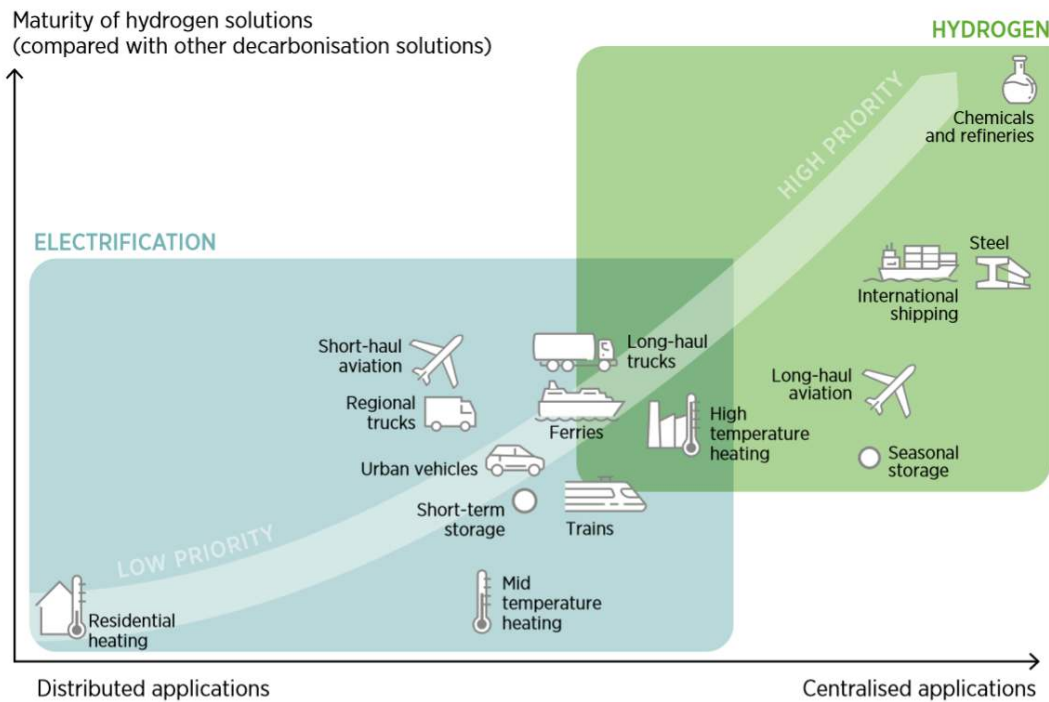 Maturity of hydrogen solutions
(compared with other decarbonisation solutions)
HYDROGEN
HIGH PRIORITY
Chemicals
and refineries
ELECTRIFICATION
Steel
International
shipping
Short-haul
aviation
Long-haul
trucks
Long-haul
aviation
Regional
trucks
Ferries
High
temperature
heating
Urban vehicles
Seasonal
storage
Short-term
storage
Trains
LOW PRIORITY
Mid
temperature
heating
Residential
heating
Distributed applications
Centralised applications